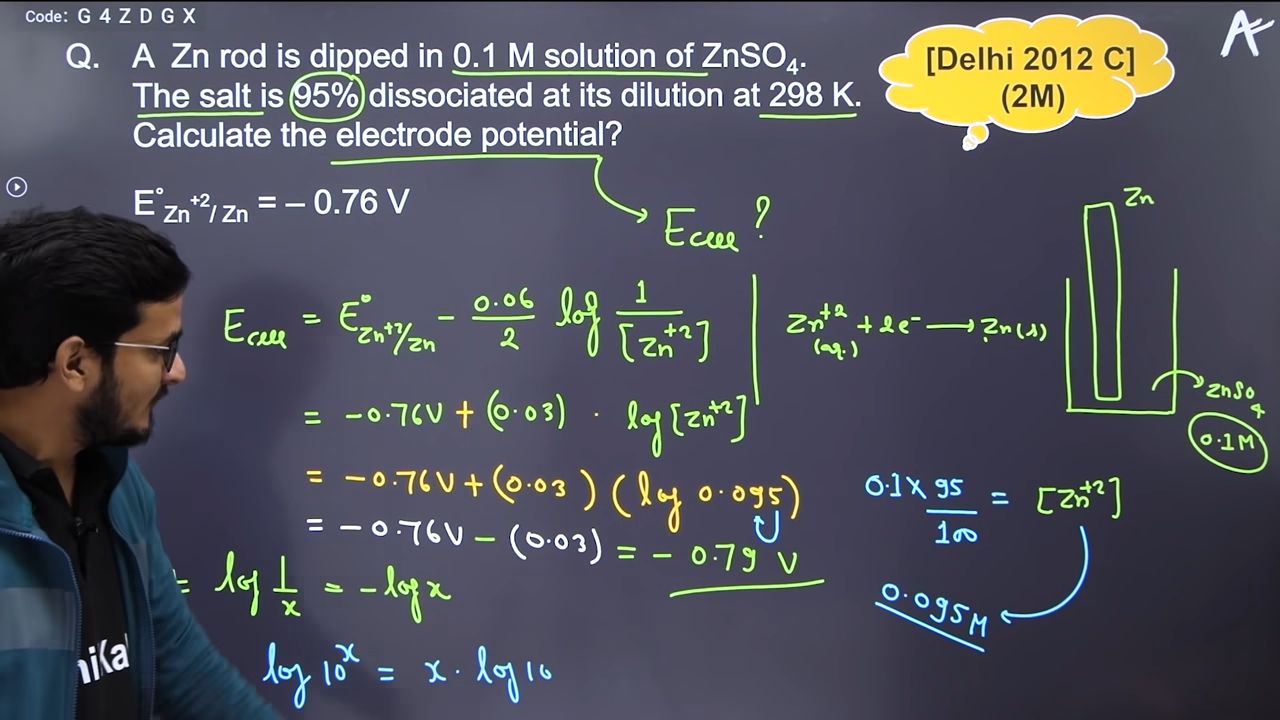 Code: G 4 Z D G X
Q. A Zn rod is dipped in 0.1 M solution of ZnSO₄.
The salt is 95% dissociated at its dilution at 298 K.
Calculate the electrode potential?
[Delhi 2012 C]
(2M)
E°Zn⁺²/Zn = – 0.76 V
Ecell ?
Zn
Ecell = E°Zn⁺²/Zn - 0.06/2 log 1/[Zn⁺²]
Zn⁺²(aq.) + 2e⁻ → Zn(s)
ZnSO₄
0.1M
= -0.76V + (0.03) · log [Zn⁺²]
= -0.76V + (0.03) (log 0.095)
0.1 × 95/100 = [Zn⁺²]
= -0.76V - (0.03) = - 0.79 V
0.095M
= log 1/x = - log x
log 10ˣ = x · log 10